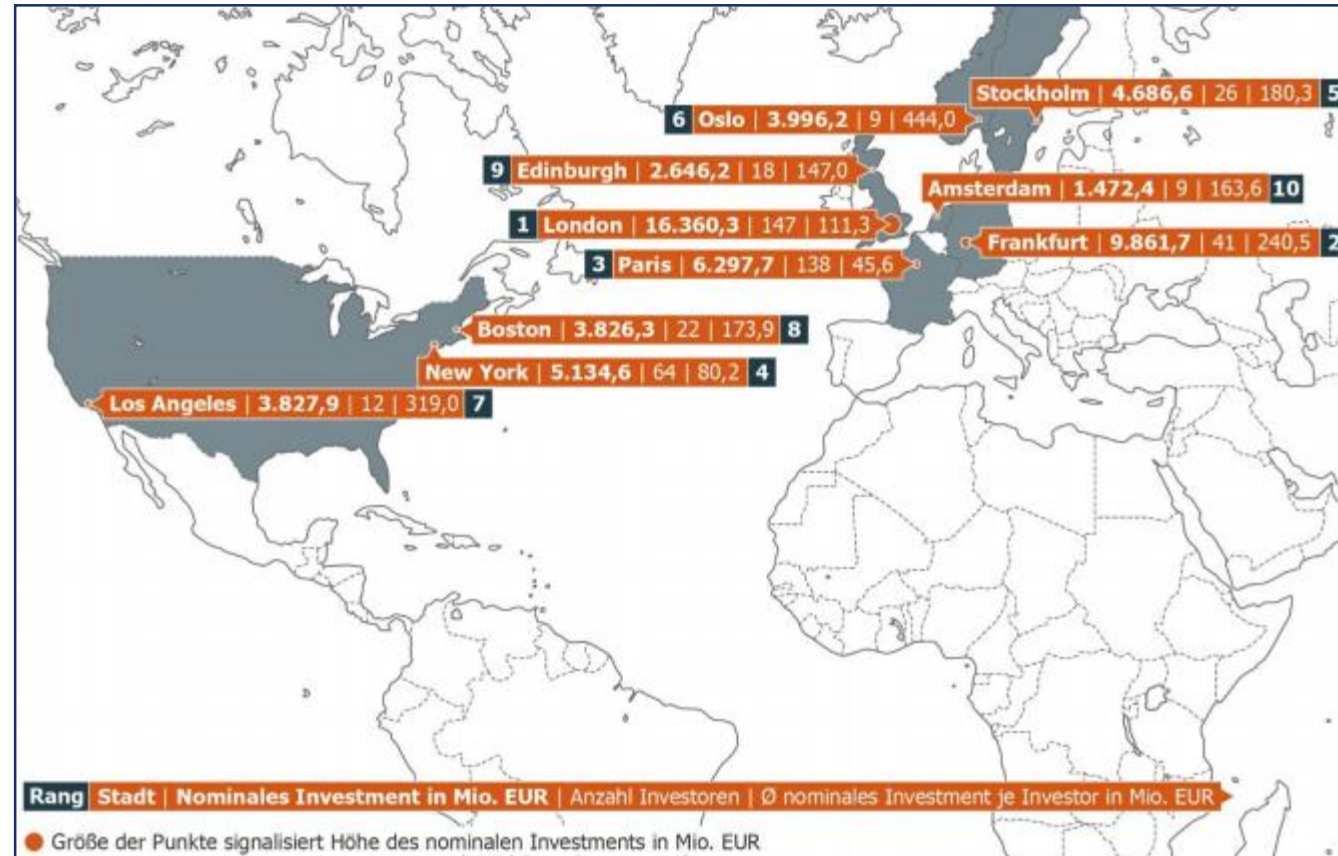 Stockholm | 4.686,6 | 26 | 180,3 5
6 Oslo | 3.996,2 | 9 | 444,0
9 Edinburgh | 2.646,2 | 18 | 147,0
Amsterdam | 1.472,4 | 9 | 163,6 10
1 London | 16.360,3 | 147 | 111,3
Frankfurt | 9.861,7 | 41 | 240,5 2
3 Paris | 6.297,7 | 138 | 45,6
Boston | 3.826,3 | 22 | 173,9 8
New York | 5.134,6 | 64 | 80,2 4
Los Angeles | 3.827,9 | 12 | 319,0 7
Rang Stadt | Nominales Investment in Mio. EUR | Anzahl Investoren | Ø nominales Investment je Investor in Mio. EUR
Größe der Punkte signalisiert Höhe des nominalen Investments in Mio. EUR